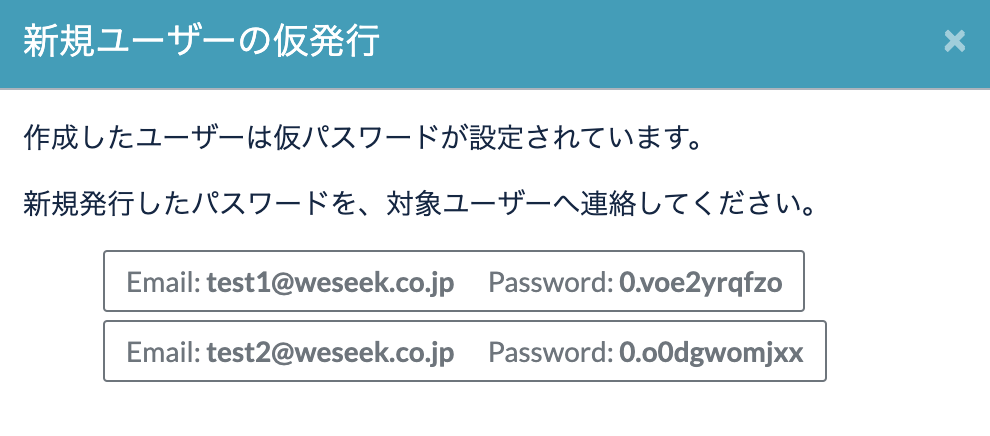 新規ユーザーの仮発行
作成したユーザーは仮パスワードが設定されています。
新規発行したパスワードを、対象ユーザーへ連絡してください。
Email: test1@weseek.co.jp Password: 0.voe2yrqfzo
Email: test2@weseek.co.jp Password: 0.o0dgwomjxx